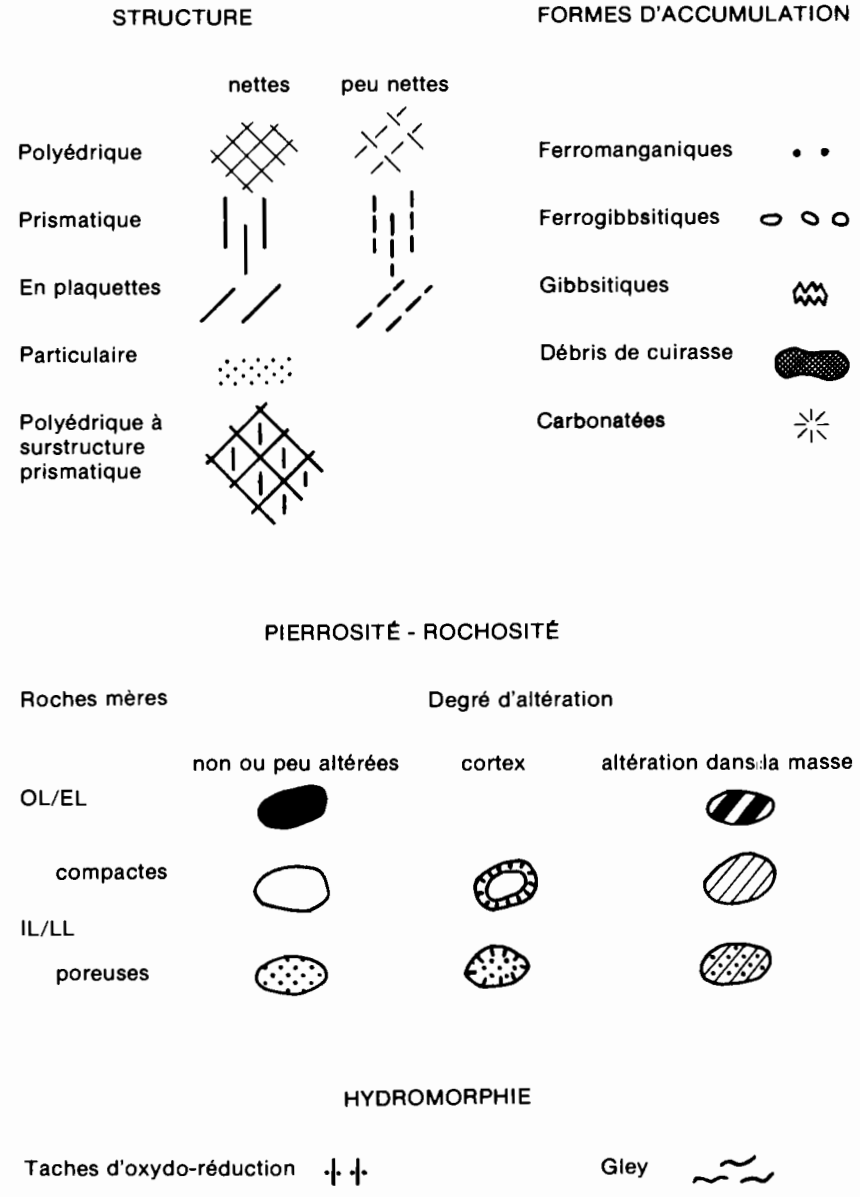 STRUCTURE
FORMES D'ACCUMULATION
nettes peu nettes
Polyédrique
Prismatique
En plaquettes
Particulaire
Polyédrique à
surstructure
prismatique
Ferromanganiques
Ferrogibbsitiques
Gibbsitiques
Débris de cuirasse
Carbonatées
PIERROSITÉ - ROCHOSITÉ
Roches mères Degré d'altération
non ou peu altérées cortex altération dans la masse
OL/EL
compactes
IL/LL
poreuses
HYDROMORPHIE
Taches d'oxydo-réduction Gley